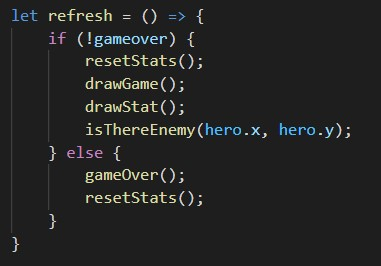 let refresh = () => {
    if (!gameover) {
        resetStats();
        drawGame();
        drawStat();
        isThereEnemy(hero.x, hero.y);
    } else {
        gameOver();
        resetStats();
    }
}